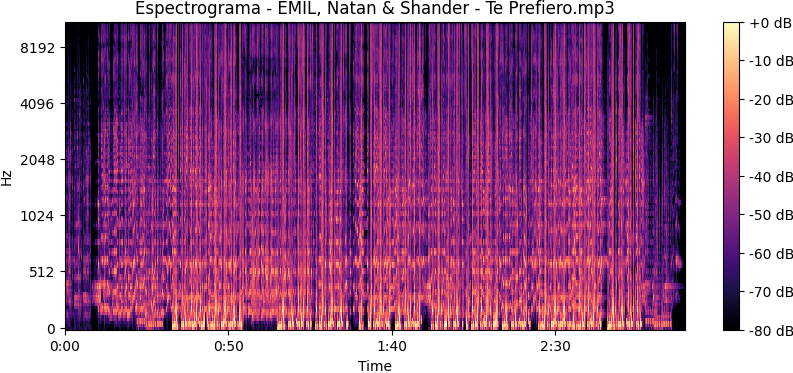 Espectrograma - EMIL, Natan & Shander - Te Prefiero.mp3
Hz
8192
4096
2048
1024
512
0
0:00
0:50
1:40
2:30
Time
+0 dB
-10 dB
-20 dB
-30 dB
-40 dB
-50 dB
-60 dB
-70 dB
-80 dB